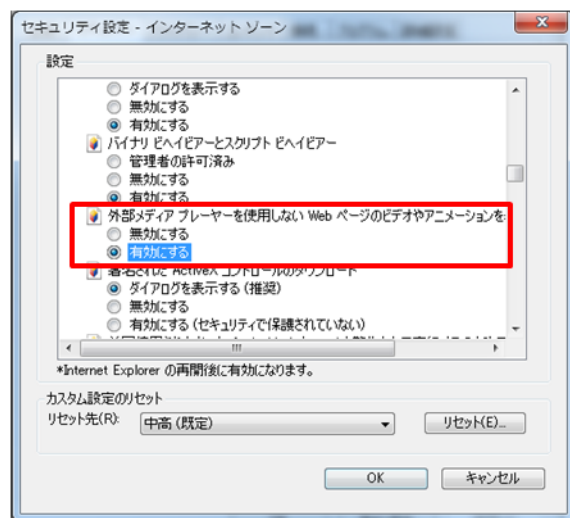 セキュリティ設定 - インターネット ゾーン
設定
ダイアログを表示する
無効にする
有効にする
バイナリ ビヘイビアーとスクリプト ビヘイビアー
管理者の許可済み
無効にする
有効にする
外部メディア プレーヤーを使用しない Web ページのビデオやアニメーションを
無効にする
有効にする
署名された ActiveX コントロールのダウンロード
ダイアログを表示する (推奨)
無効にする
有効にする (セキュリティで保護されていない)
*Internet Explorer の再開後に有効になります。
カスタム設定のリセット
リセット先(R):
中高 (既定)
リセット(E)...
OK
キャンセル